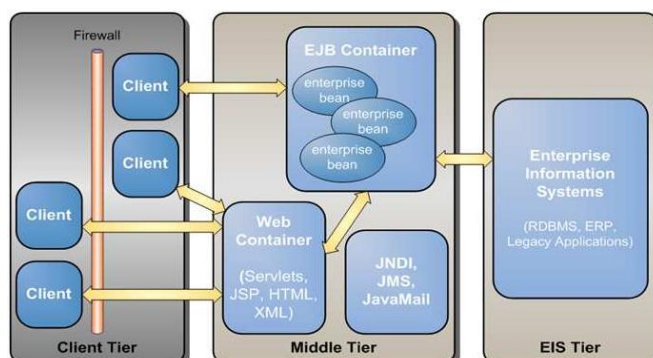 Firewall
Client
Client
Client
Client
Client Tier
EJB Container
enterprise
bean
enterprise
bean
enterprise
bean
Web
Container
(Servlets,
JSP, HTML,
XML)
JNDI,
JMS,
JavaMail
Middle Tier
Enterprise
Information
Systems
(RDBMS, ERP,
Legacy Applications)
EIS Tier